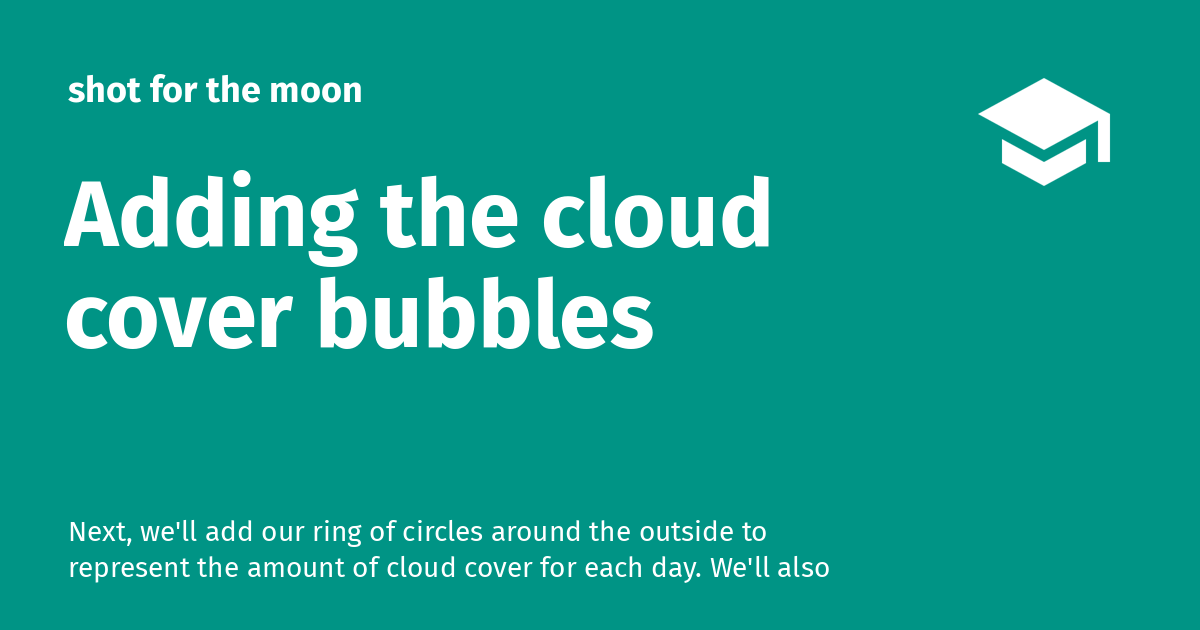 shot for the moon
Adding the cloud
cover bubbles
Next, we'll add our ring of circles around the outside to
represent the amount of cloud cover for each day. We'll also